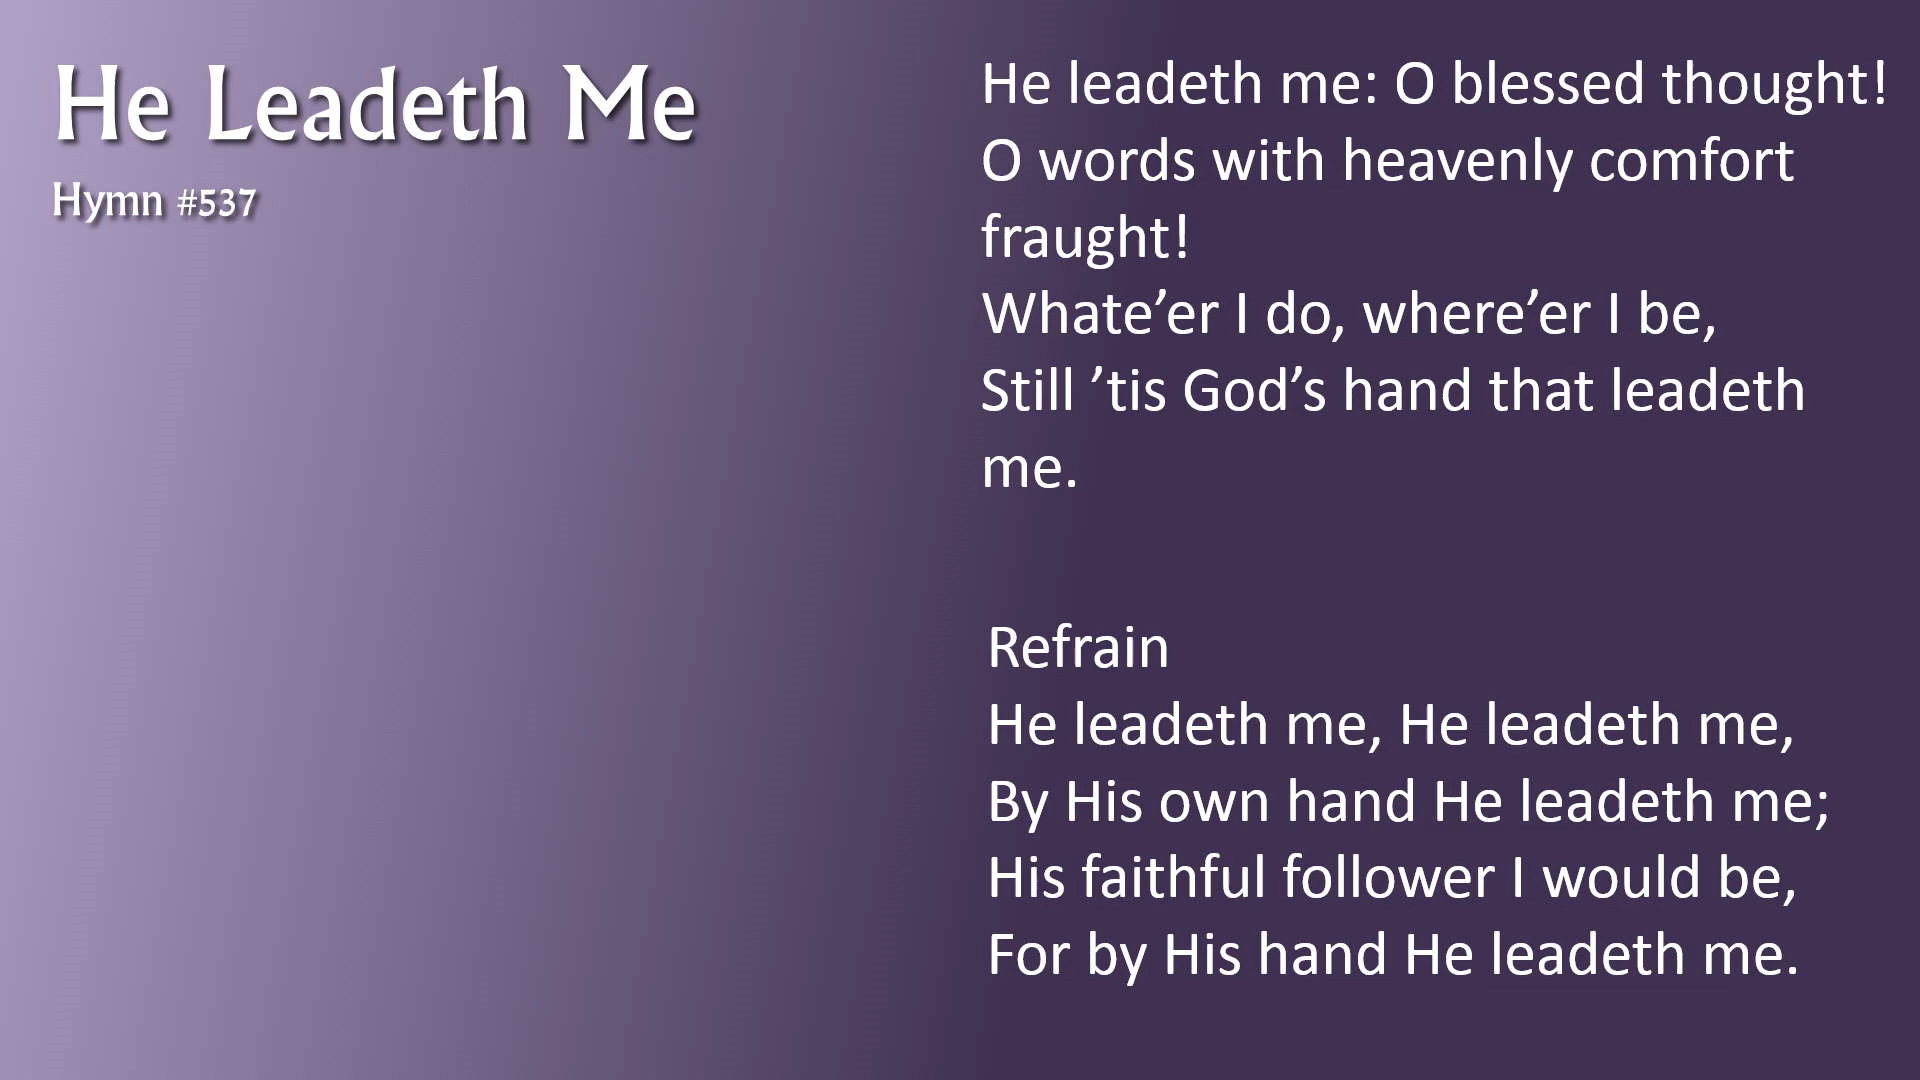 He Leadeth Me
Hymn #537
He leadeth me: O blessed thought!
O words with heavenly comfort
fraught!
Whate’er I do, where’er I be,
Still ’tis God’s hand that leadeth
me.
Refrain
He leadeth me, He leadeth me,
By His own hand He leadeth me;
His faithful follower I would be,
For by His hand He leadeth me.